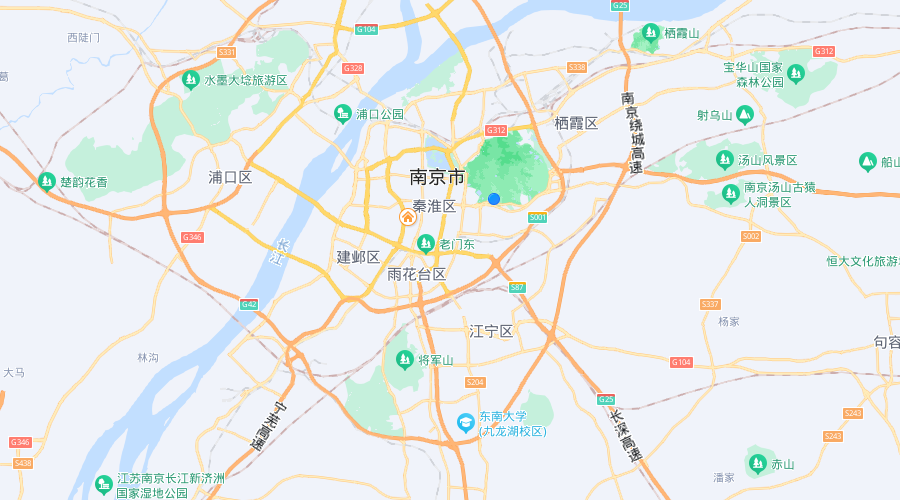 G25
栖霞山
西陡门
G104
S331
G312
G328
S338
宝华山国家
森林公园
葛
水墨大埝旅游区
浦口公园
射乌山
南京绕城高速
栖霞区
G312
汤山风景区
船山
南京市
浦口区
楚韵花香
南京汤山古猿
人洞景区
秦淮区
S001
G346
S002
老门东
长江
建邺区
雨花台区
恒大文化旅游城
S87
G42
S337
杨家
江宁区
句容
林沟
将军山
G104
大马
S204
G25
宁芜高速
东南大学
(九龙湖校区)
长深高速
S243
S243
G346
S438
赤山
潘家
江苏南京长江新济洲
国家湿地公园